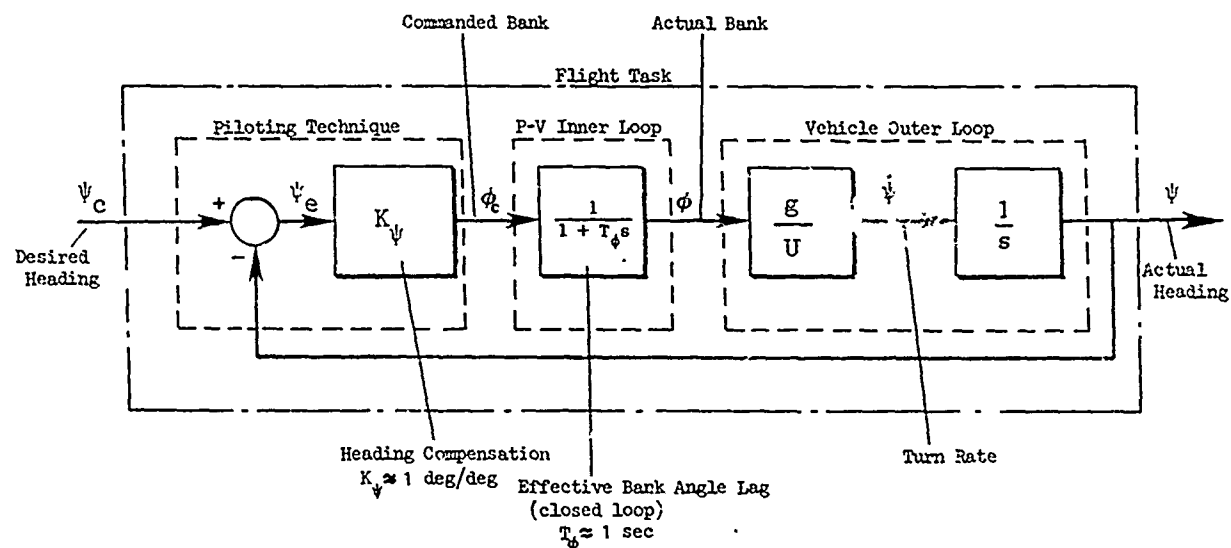 Commanded Bank
Actual Bank
Flight Task
Piloting Technique
P-V Inner Loop
Vehicle Outer Loop
Ψc
+
Ψe
Kψ
ϕc
1
1 + Tϕs
ϕ
g
U
ψ̇
1
s
Ψ
-
Desired
Heading
Actual
Heading
Heading Compensation
Kψ ≈ 1 deg/deg
Effective Bank Angle Lag
(closed loop)
Tϕ ≈ 1 sec
Turn Rate